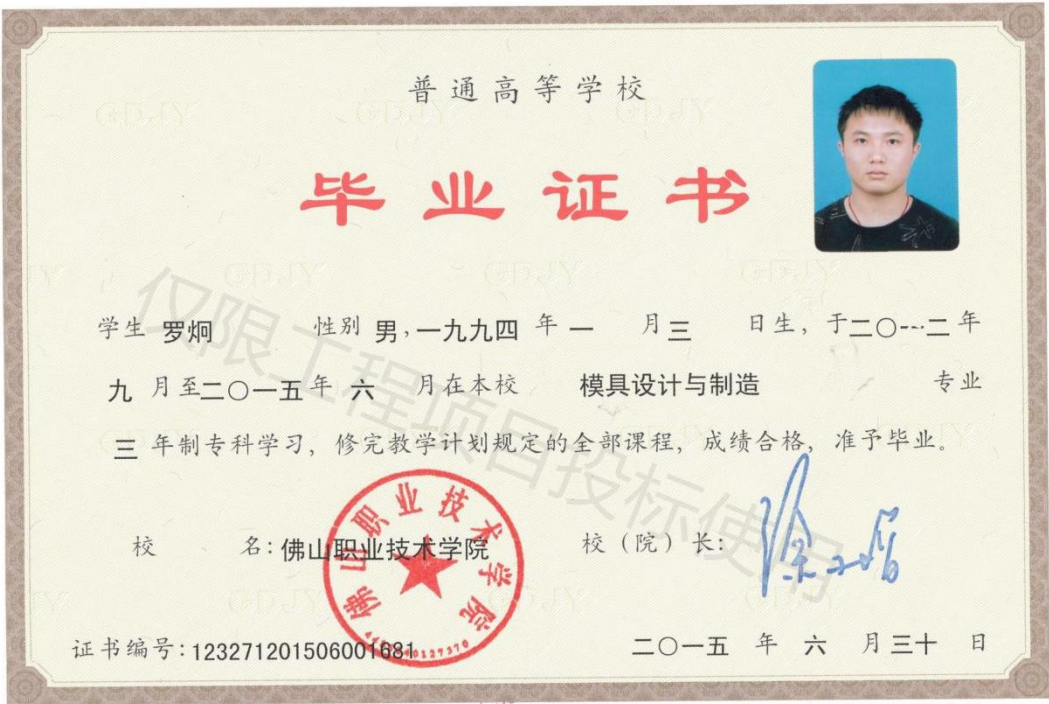 普通高等学校
毕业证书
学生 罗炯 性别 男,一九九四 年 一 月 三 日生，于二〇一二 年
九 月至二〇一五 年 六 月在本校 模具设计与制造 专业
三 年制专科学习，修完教学计划规定的全部课程，成绩合格，准予毕业。
校 名:佛山职业技术学院 校（院）长:
佛山职业技术学院
证书编号:123271201506001681 二〇一五 年 六 月 三十 日
仅限工程项目投标使用
GDJY